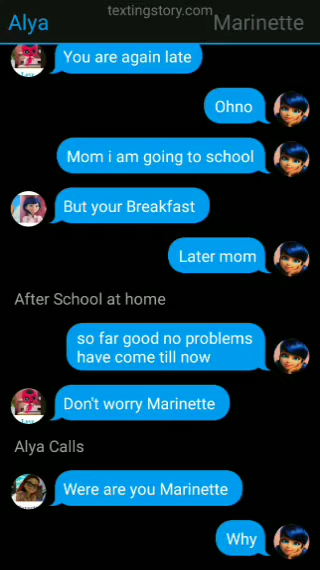 textingstory.com
Alya
Marinette
You are again late
Ohno
Mom i am going to school
But your Breakfast
Later mom
After School at home
so far good no problems
have come till now
Don't worry Marinette
Alya Calls
Were are you Marinette
Why